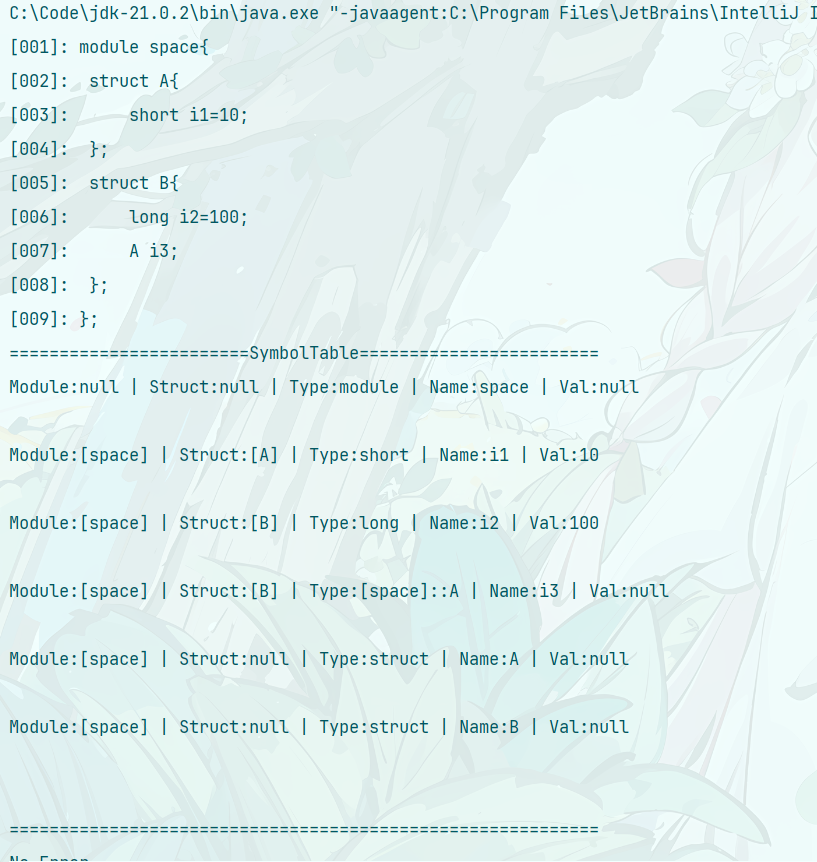 C:\Code\jdk-21.0.2\bin\java.exe "-javaagent:C:\Program Files\JetBrains\IntelliJ I
[001]: module space{
[002]:  struct A{
[003]:      short i1=10;
[004]:  };
[005]:  struct B{
[006]:      long i2=100;
[007]:      A i3;
[008]:  };
[009]: };
========================SymbolTable========================
Module:null | Struct:null | Type:module | Name:space | Val:null
Module:[space] | Struct:[A] | Type:short | Name:i1 | Val:10
Module:[space] | Struct:[B] | Type:long | Name:i2 | Val:100
Module:[space] | Struct:[B] | Type:[space]::A | Name:i3 | Val:null
Module:[space] | Struct:null | Type:struct | Name:A | Val:null
Module:[space] | Struct:null | Type:struct | Name:B | Val:null
===========================================================
No Error